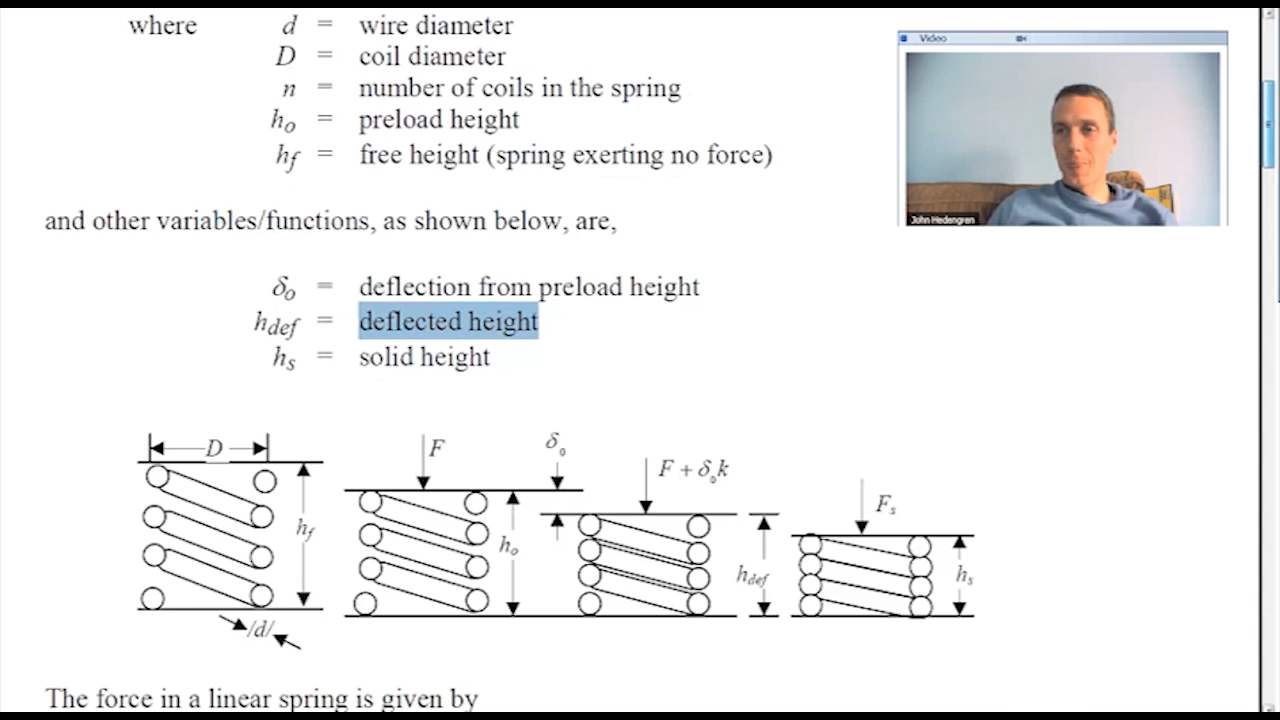 where d = wire diameter
D = coil diameter
n = number of coils in the spring
h_o = preload height
h_f = free height (spring exerting no force)
Video
John Hedengren
and other variables/functions, as shown below, are,
δ_o = deflection from preload height
h_def = deflected height
h_s = solid height
D
h_f
/d/
F
h_o
δ_o
F + δ_o k
h_def
F_s
h_s
The force in a linear spring is given by